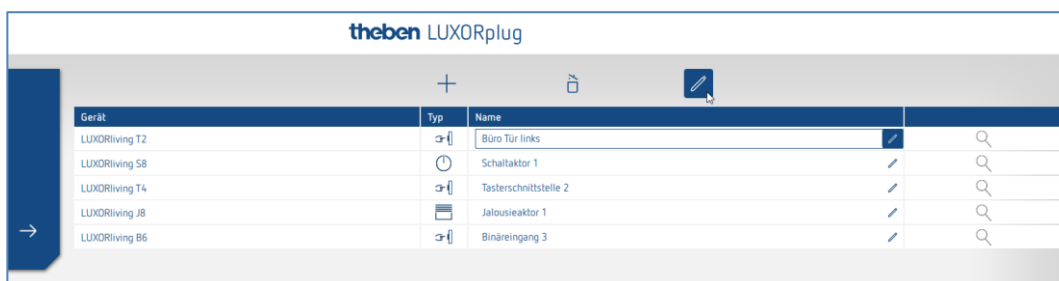 theben LUXORplug
Gerät Typ Name
LUXORliving T2 Büro Tür links
LUXORliving S8 Schaltaktor 1
LUXORliving T4 Tasterschnittstelle 2
LUXORliving J8 Jalousieaktor 1
LUXORliving B6 Binäreingang 3